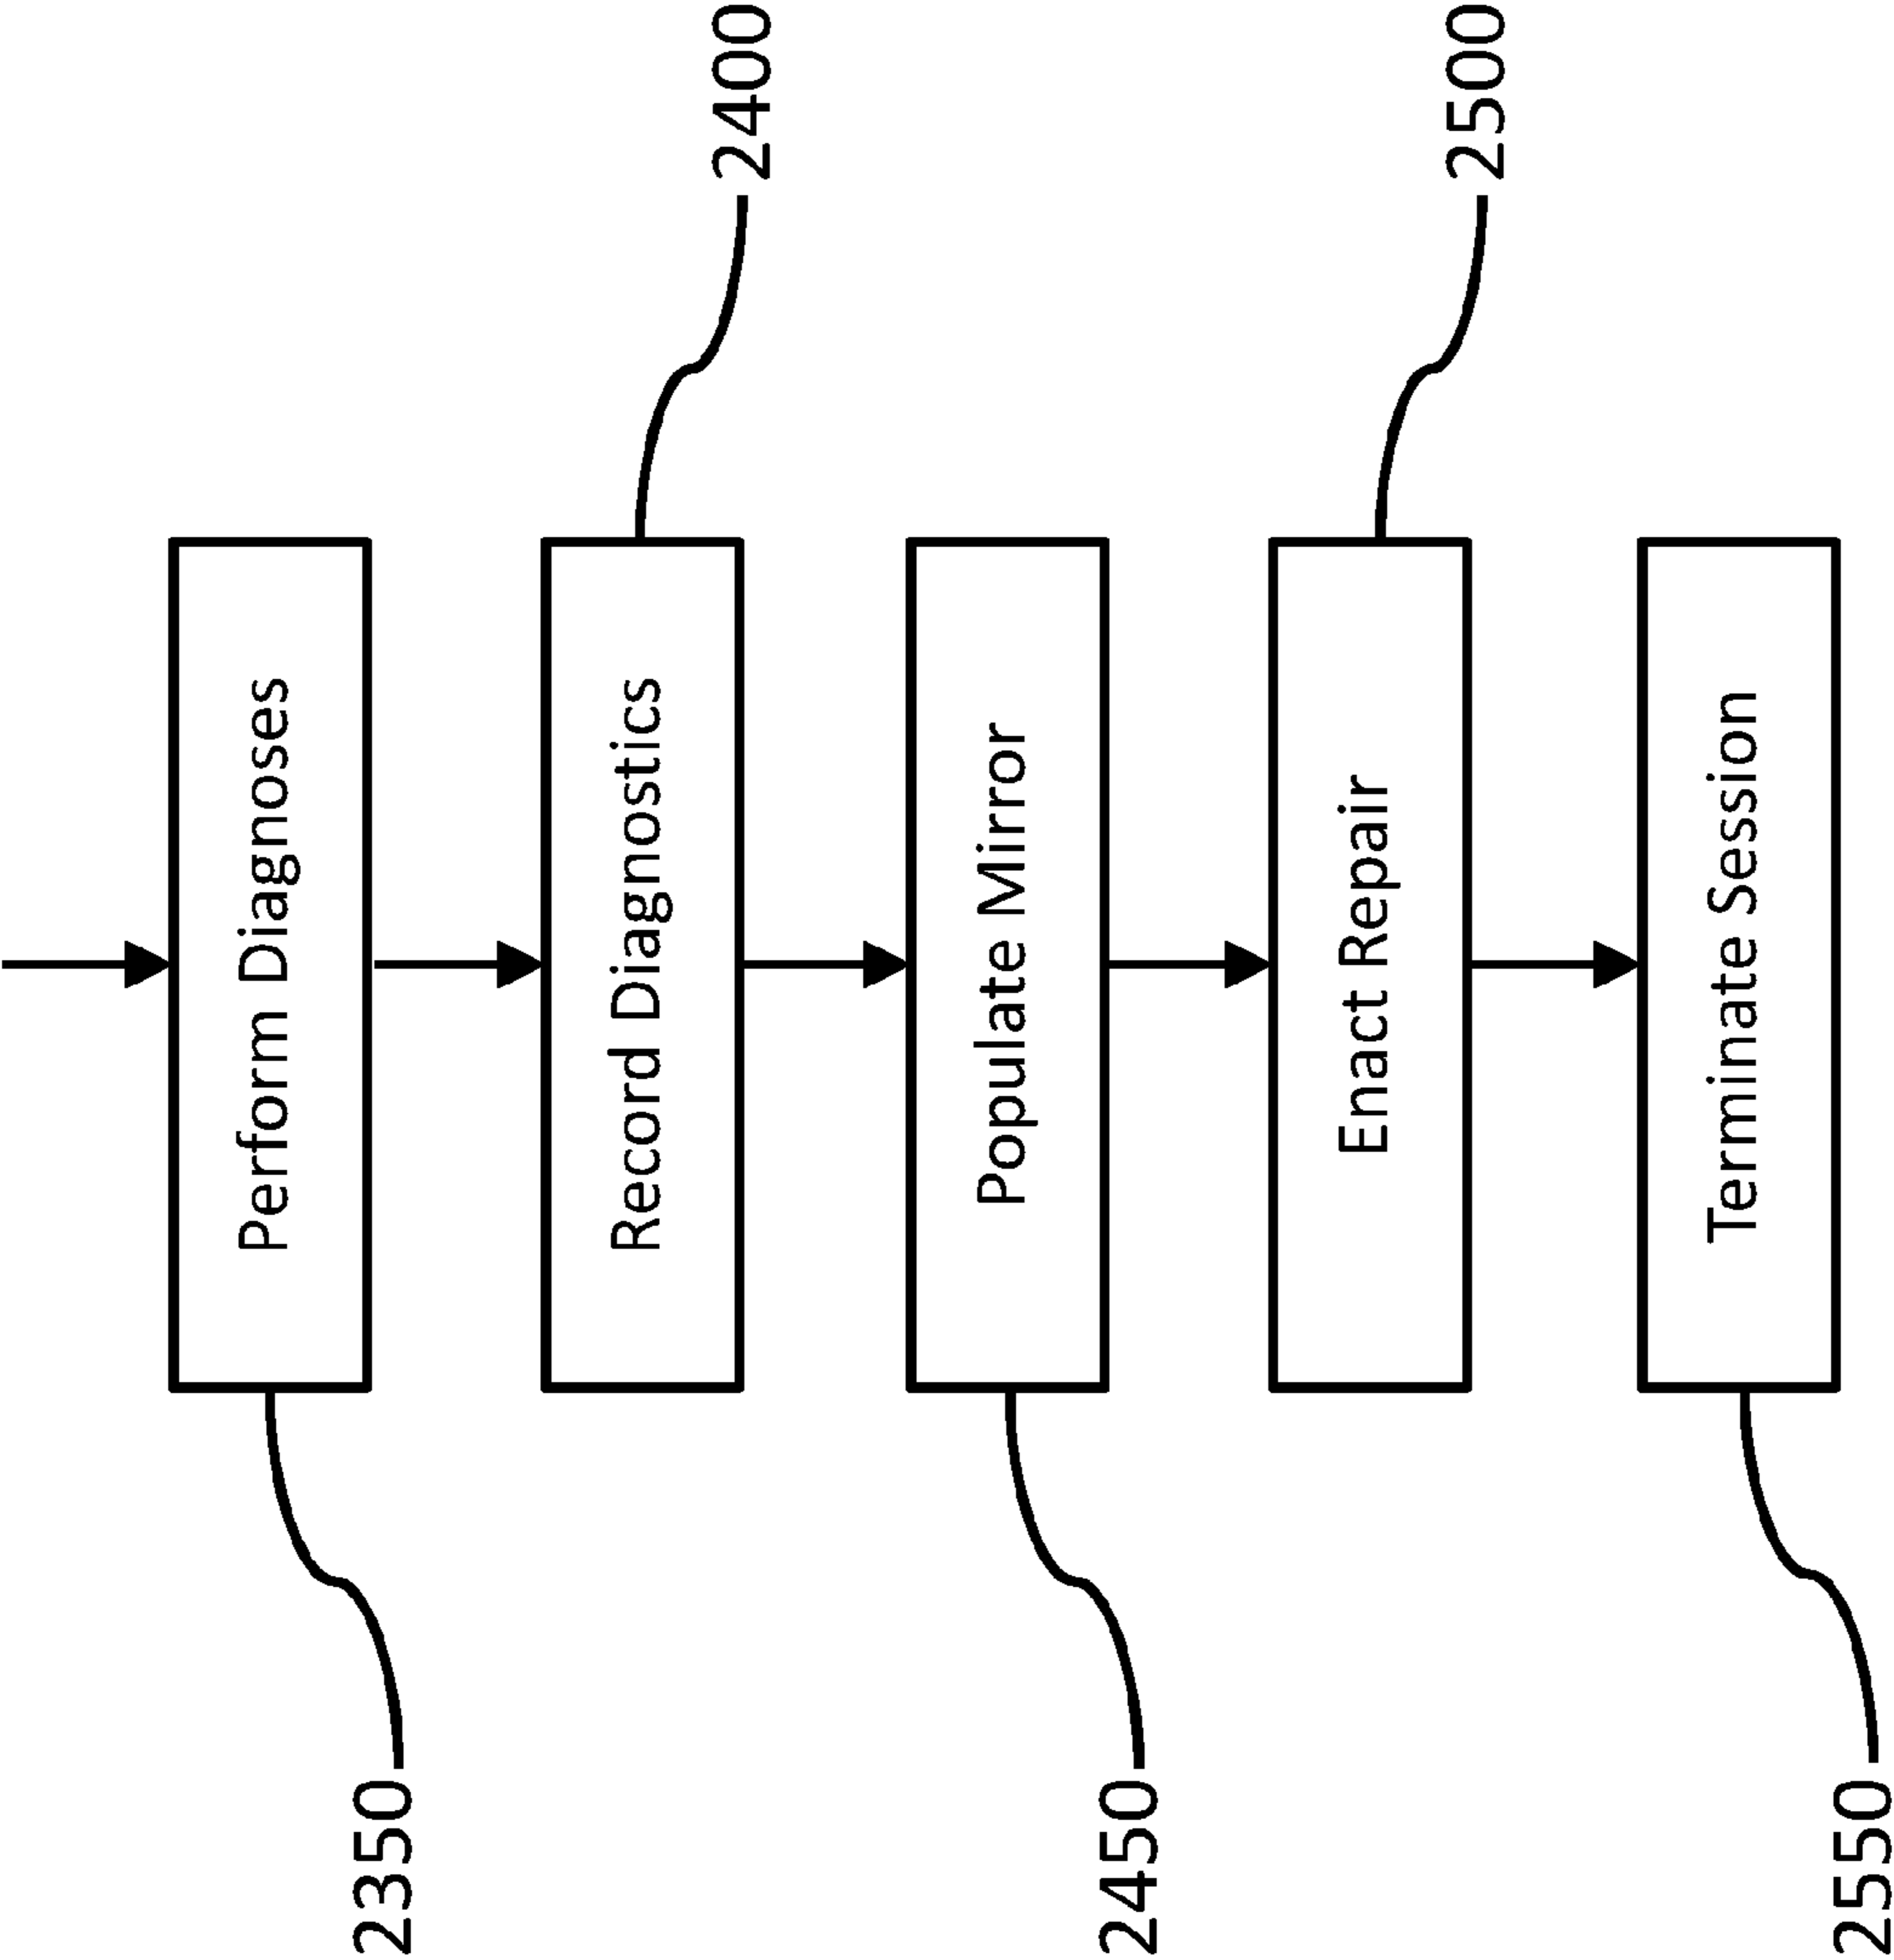 2350
Perform Diagnoses
Record Diagnostics
2400
2450
Populate Mirror
Enact Repair
2500
2550
Terminate Session